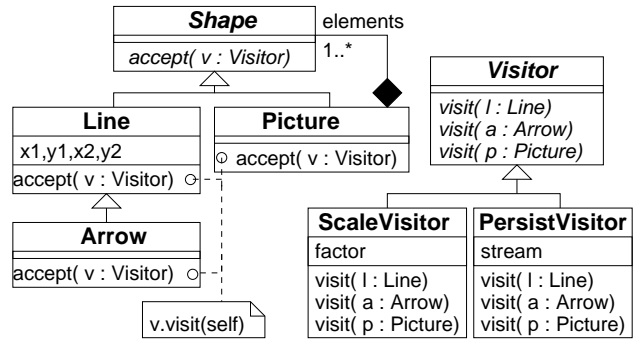 Shape
accept( v : Visitor)
elements
1..*
Line
x1,y1,x2,y2
accept( v : Visitor)
Picture
accept( v : Visitor)
Arrow
accept( v : Visitor)
v.visit(self)
Visitor
visit( l : Line)
visit( a : Arrow)
visit( p : Picture)
ScaleVisitor
factor
visit( l : Line)
visit( a : Arrow)
visit( p : Picture)
PersistVisitor
stream
visit( l : Line)
visit( a : Arrow)
visit( p : Picture)